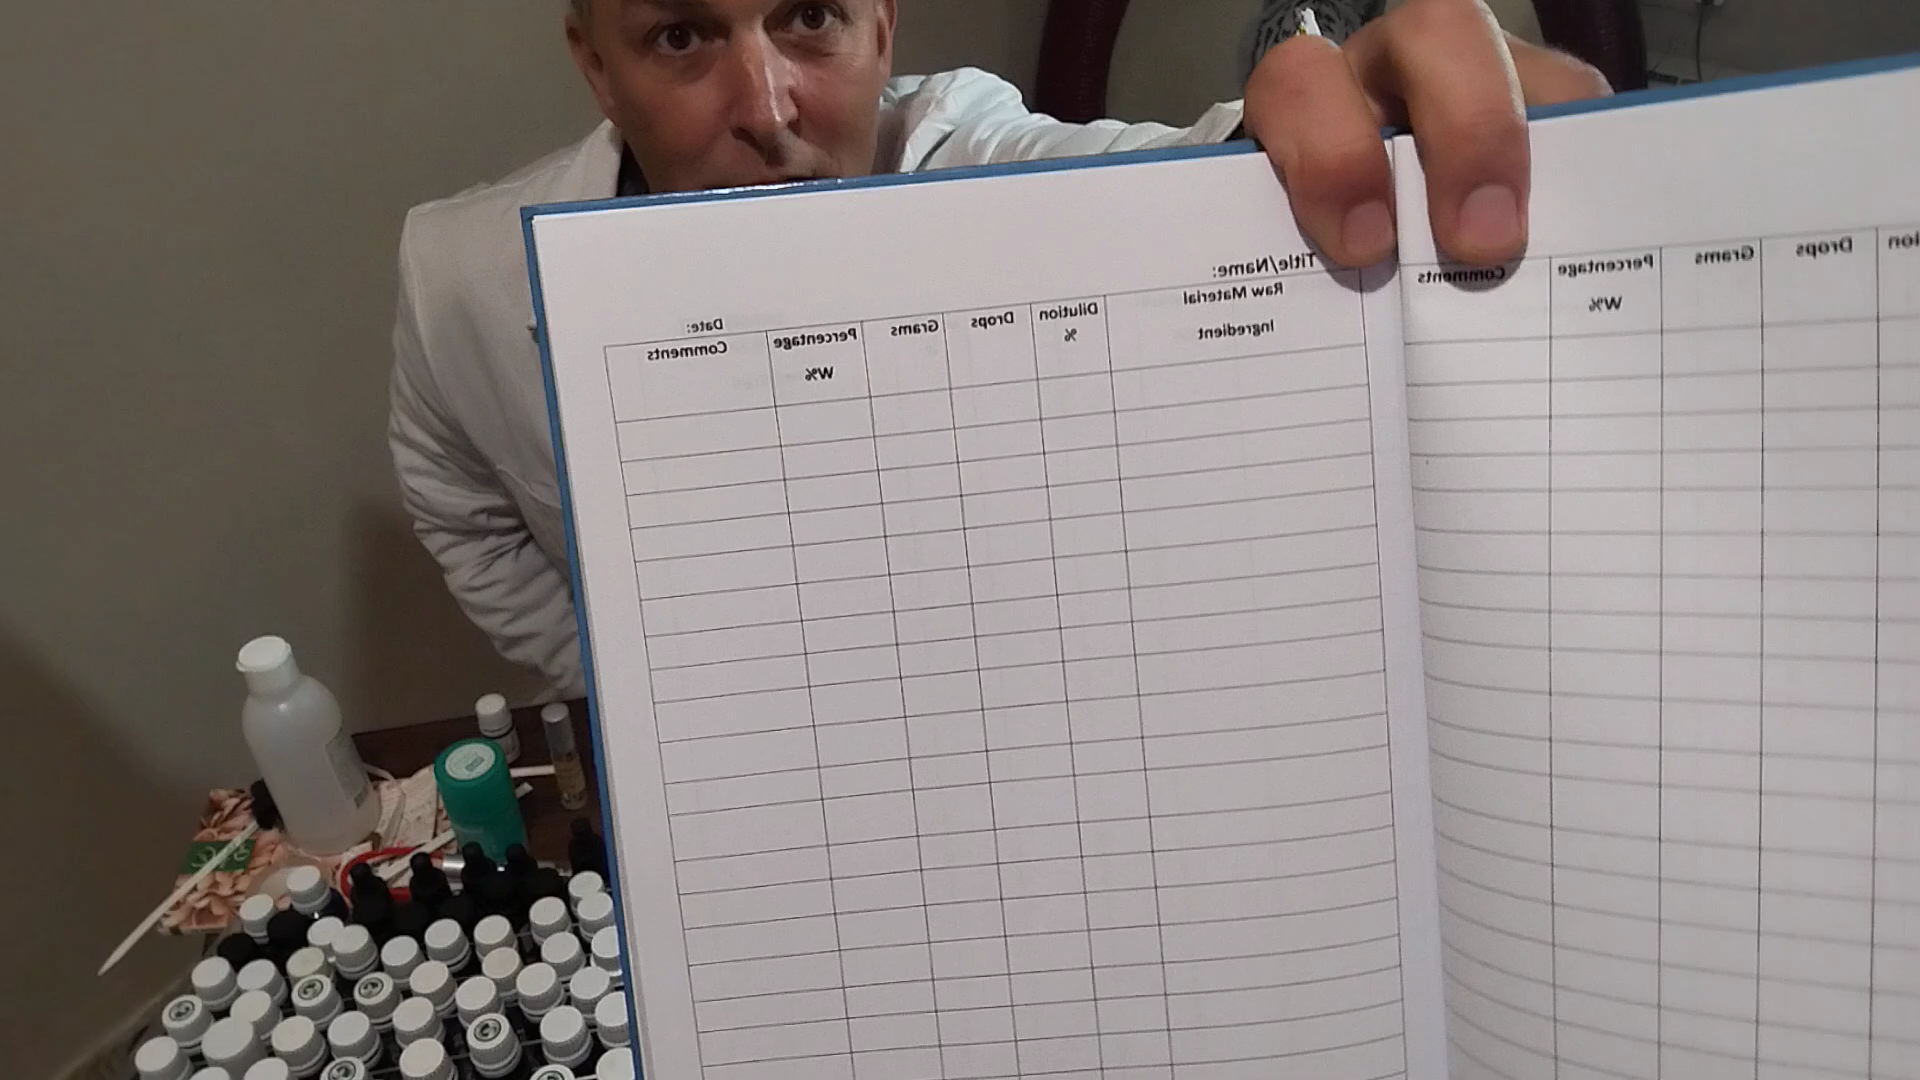 Title/Name:
Date:
Raw Material Ingredient
Dilution %
Drops
Grams
Percentage W%
Comments
Drops
Grams
Percentage W%
Comments